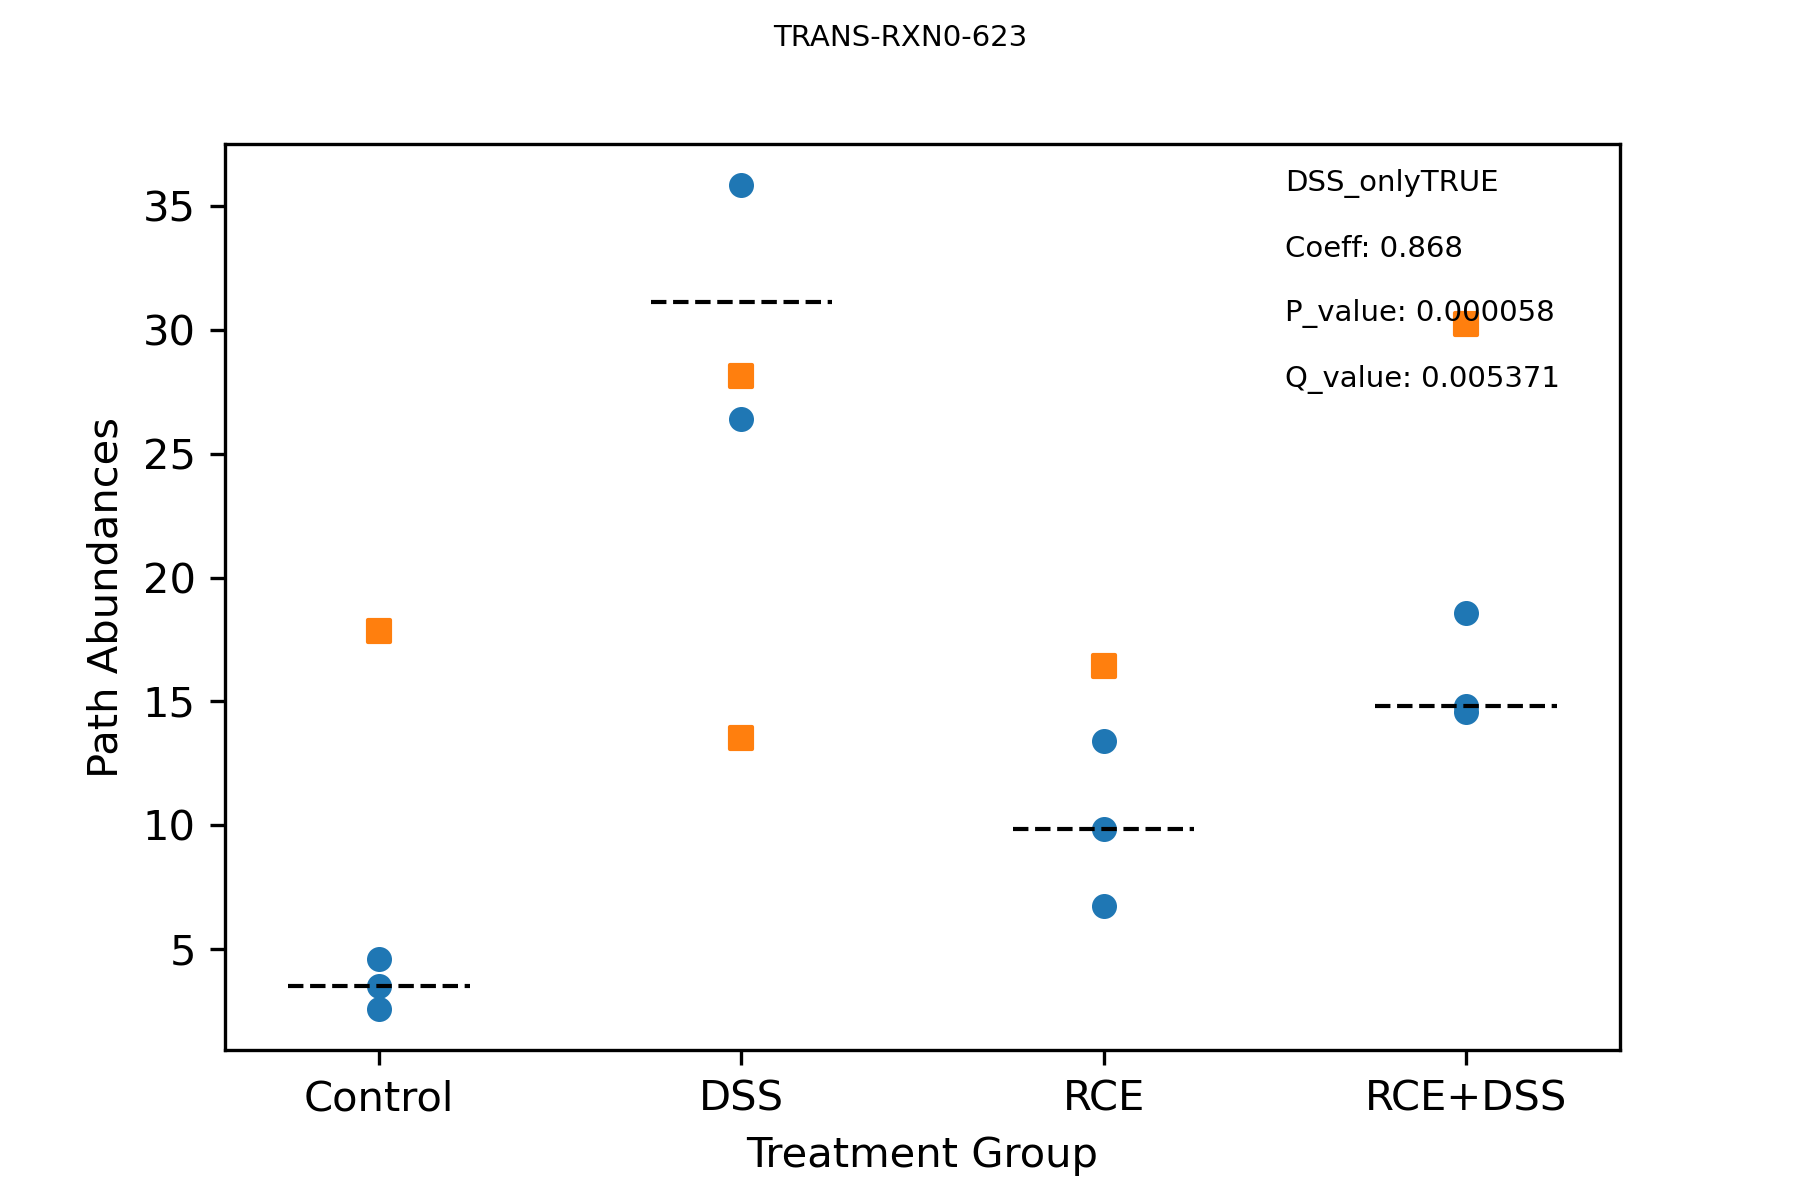 TRANS-RXN0-623
DSS_onlyTRUE
Coeff: 0.868
P_value: 0.000058
Q_value: 0.005371
35
30
25
20
15
10
5
Path Abundances
Control
DSS
RCE
RCE+DSS
Treatment Group